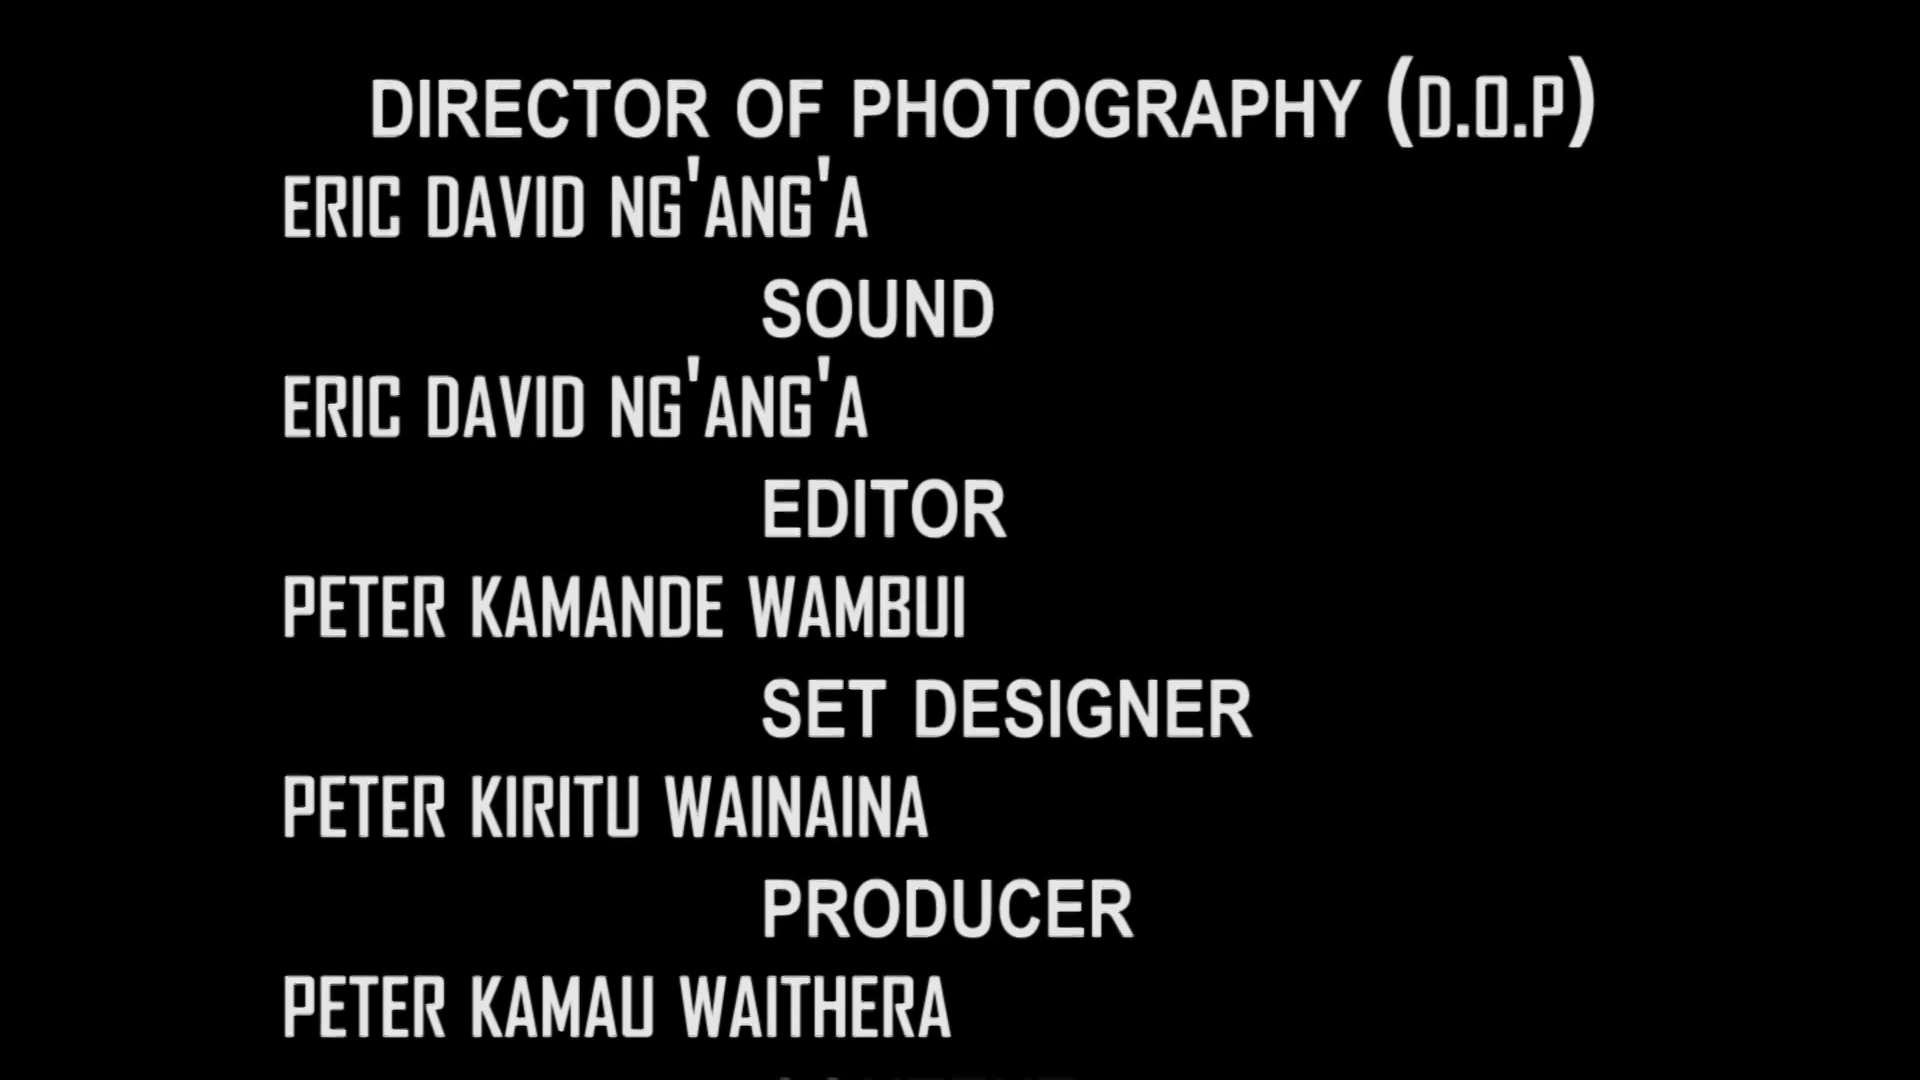 DIRECTOR OF PHOTOGRAPHY (D.O.P)
ERIC DAVID NG'ANG'A
SOUND
ERIC DAVID NG'ANG'A
EDITOR
PETER KAMANDE WAMBUI
SET DESIGNER
PETER KIRITU WAINAINA
PRODUCER
PETER KAMAU WAITHERA